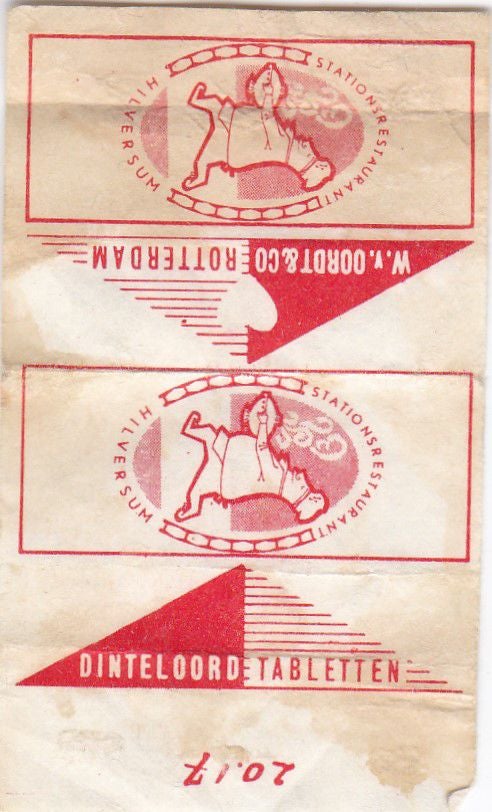 STATIONSRESTAURANT
HILVERSUM
W.v. OORDT & CO ROTTERDAM
STATIONSRESTAURANT
HILVERSUM
DINTELOORD TABLETTEN
20.17